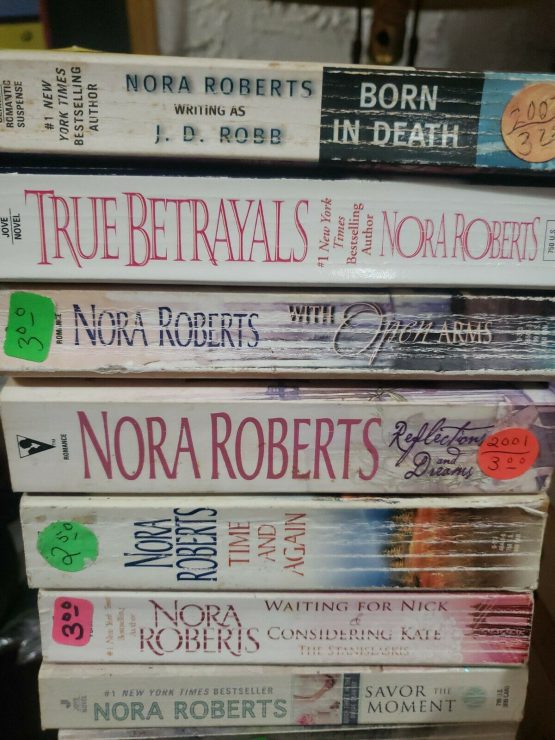 ROMANTIC
SUSPENSE
#1 NEW
YORK TIMES
BESTSELLING
AUTHOR
NORA ROBERTS
WRITING AS
J. D. ROBB
BORN
IN DEATH
JOVE
NOVEL
TRUE BETRAYALS
#1 New York
Times
Bestselling
Author
NORA ROBERTS
3 00
NORA ROBERTS
WITH Open ARMS
ROMANCE
NORA ROBERTS
Reflections
and
Dreams
2001
3 00
2 50
NORA
ROBERTS
TIME
AND
AGAIN
3 00
Bestselling
Author
NORA
ROBERTS
WAITING FOR NICK
&
CONSIDERING KATE
THE STANISLASKIS
#1 NEW YORK TIMES BESTSELLER
NORA ROBERTS
SAVOR THE
MOMENT